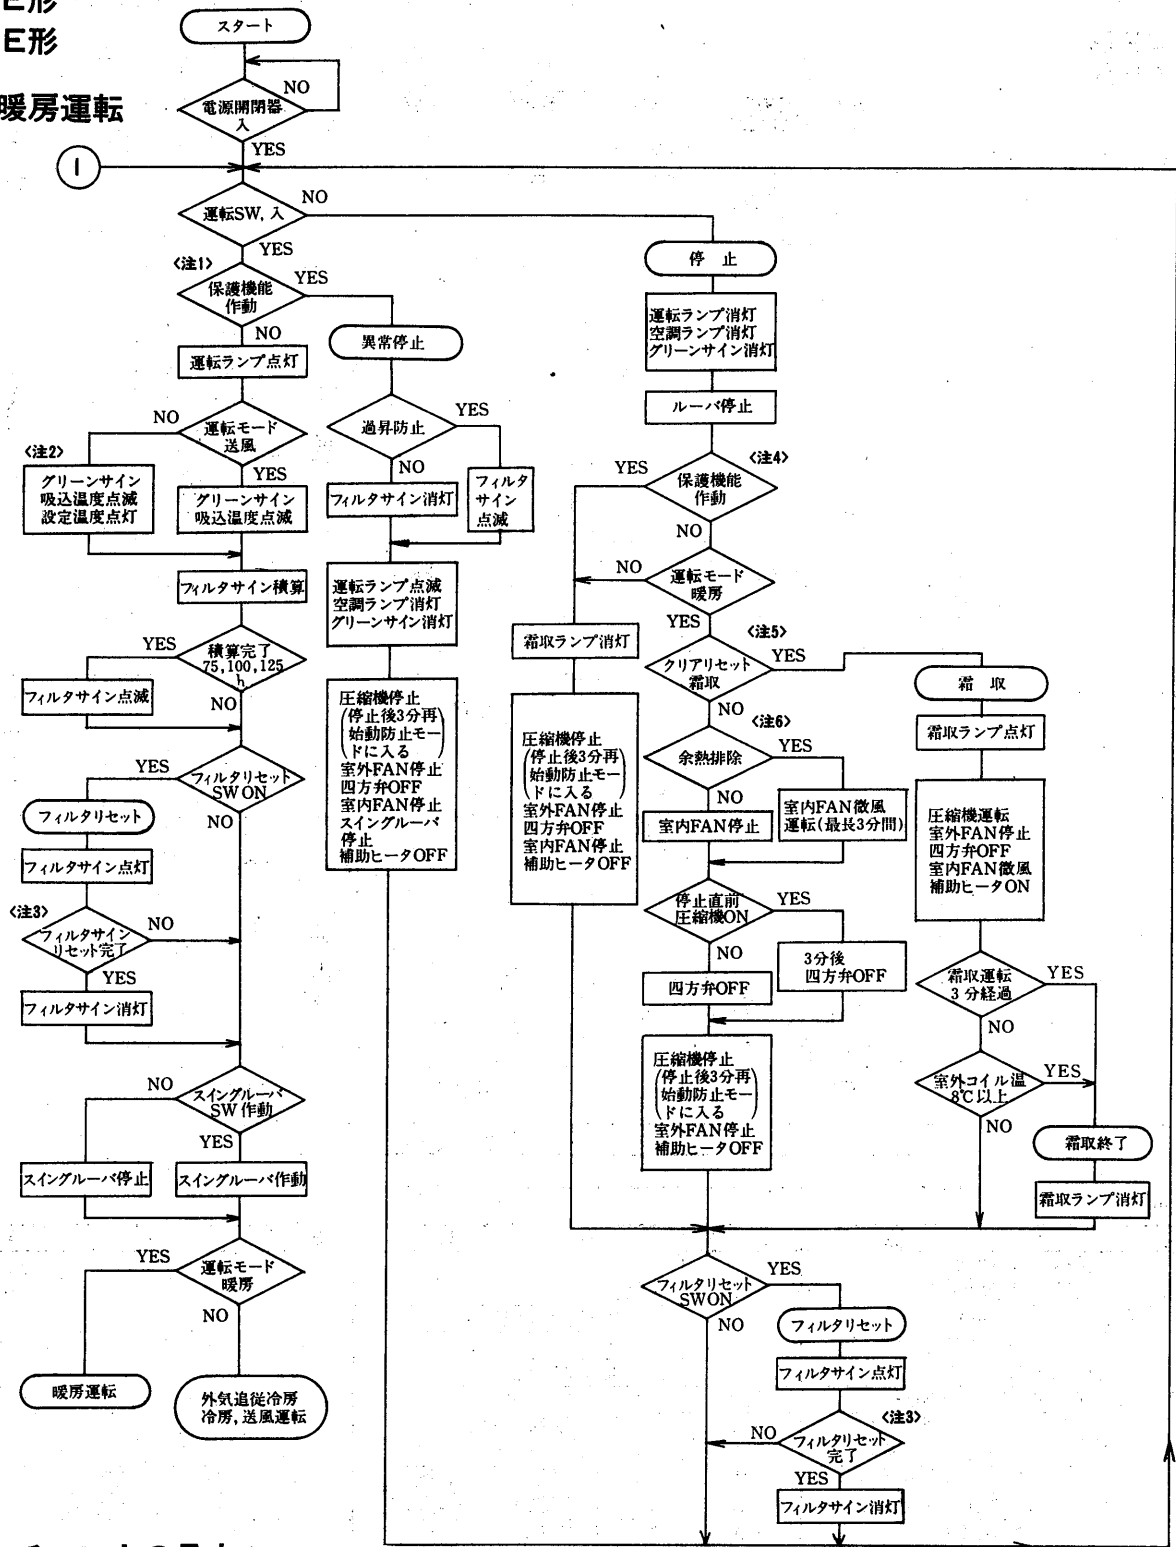 E形
E形
暖房運転
スタート
NO
電源開閉器
入
YES
1
運転SW,入
NO
YES
<注1>
保護機能
作動
YES
NO
運転ランプ点灯
運転モード
送風
NO
YES
<注2>
グリーンサイン
吸込温度点滅
設定温度点灯
グリーンサイン
吸込温度点滅
フィルタサイン積算
積算完了
75,100,125
h
YES
NO
フィルタサイン点滅
フィルタリセット
SW ON
YES
NO
フィルタリセット
フィルタサイン点灯
<注3>
フィルタサイン
リセット完了
NO
YES
フィルタサイン消灯
スイングルーバ
SW 作動
NO
YES
スイングルーバ停止
スイングルーバ作動
運転モード
暖房
YES
NO
暖房運転
外気追従冷房
冷房,送風運転
異常停止
過昇防止
YES
NO
フィルタサイン消灯
フィルタ
サイン
点滅
運転ランプ点滅
空調ランプ消灯
グリーンサイン消灯
圧縮機停止
(停止後3分再
始動防止モー
ドに入る)
室外FAN停止
四方弁OFF
室内FAN停止
スイングルーバ
停止
補助ヒータOFF
停 止
運転ランプ消灯
空調ランプ消灯
グリーンサイン消灯
ルーバ停止
<注4>
保護機能
作動
YES
NO
運転モード
暖房
NO
YES
霜取ランプ消灯
圧縮機停止
(停止後3分再
始動防止モー
ドに入る)
室外FAN停止
四方弁OFF
室内FAN停止
補助ヒータOFF
<注5>
クリアリセット
霜取
YES
NO
<注6>
余熱排除
YES
NO
室内FAN停止
室内FAN微風
運転(最長3分間)
停止直前
圧縮機ON
YES
NO
四方弁OFF
3分後
四方弁OFF
圧縮機停止
(停止後3分再
始動防止モー
ドに入る)
室外FAN停止
補助ヒータOFF
霜 取
霜取ランプ点灯
圧縮機運転
室外FAN停止
四方弁OFF
室内FAN微風
補助ヒータON
霜取運転
3分経過
YES
NO
室外コイル温
8℃以上
YES
NO
霜取終了
霜取ランプ消灯
フィルタリセット
SWON
YES
NO
フィルタリセット
フィルタサイン点灯
<注3>
フィルタリセット
完了
NO
YES
フィルタサイン消灯